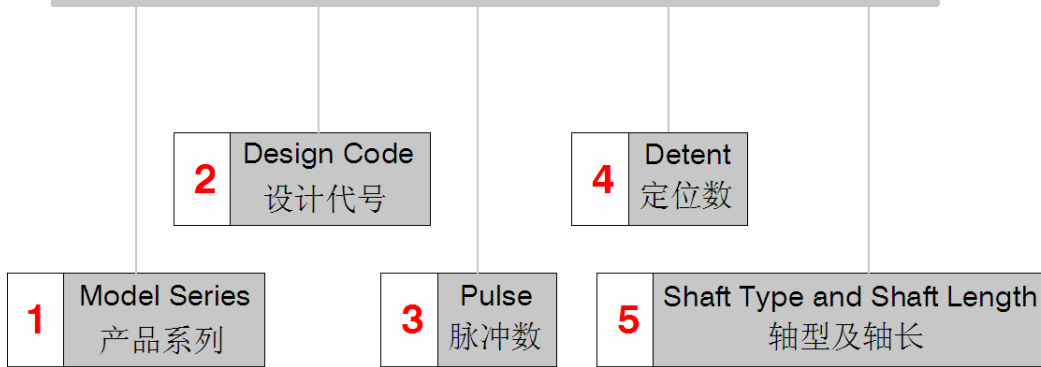 2
Design Code
设计代号
4
Detent
定位数
1
Model Series
产品系列
3
Pulse
脉冲数
5
Shaft Type and Shaft Length
轴型及轴长